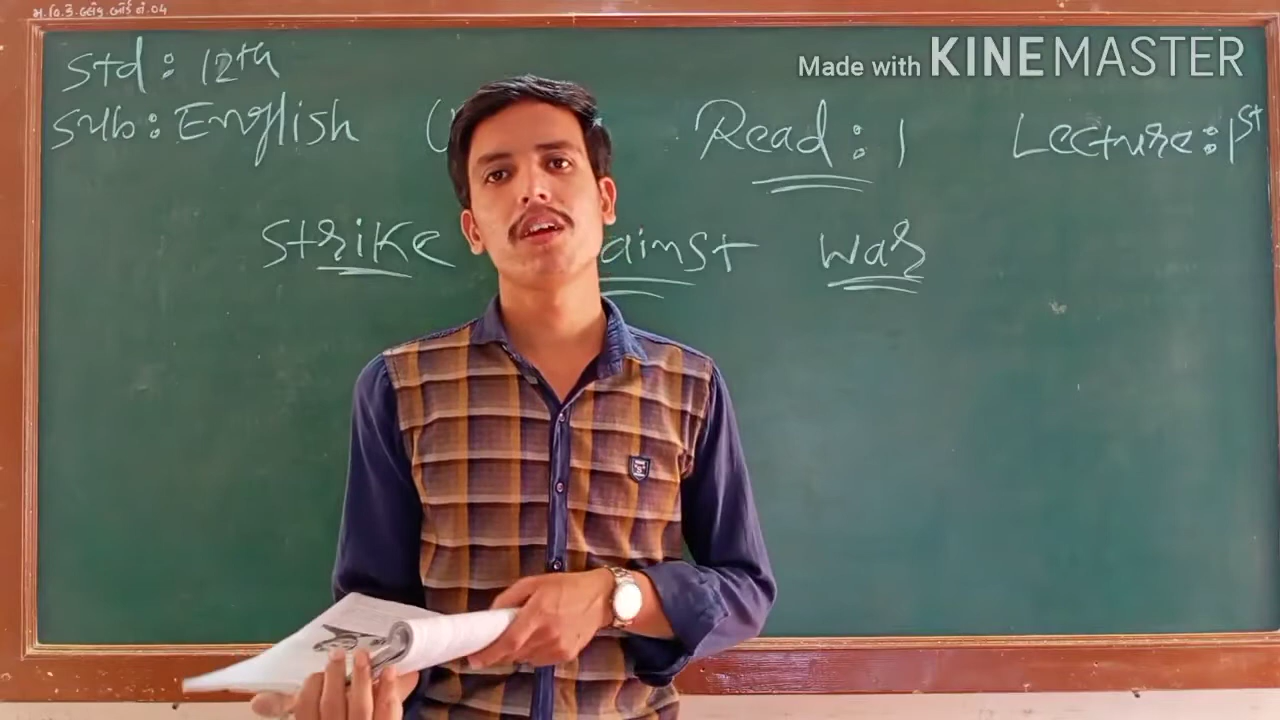 Made with KINEMASTER
Std : 12th
Sub : English ( Read : 1 Lecture : 1st
Strike ainst war